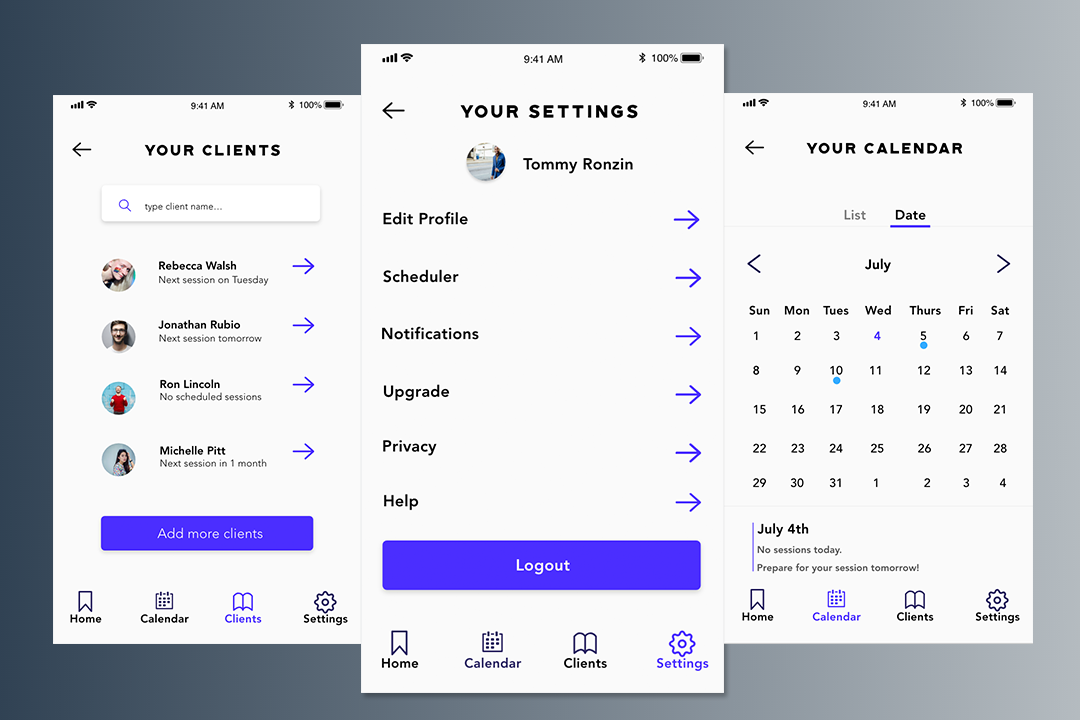 9:41 AM
100%
YOUR CLIENTS
type client name...
Rebecca Walsh
Next session on Tuesday
Jonathan Rubio
Next session tomorrow
Ron Lincoln
No scheduled sessions
Michelle Pitt
Next session in 1 month
Add more clients
Home Calendar Clients Settings
9:41 AM
100%
YOUR SETTINGS
Tommy Ronzin
Edit Profile
Scheduler
Notifications
Upgrade
Privacy
Help
Logout
Home Calendar Clients Settings
9:41 AM
100%
YOUR CALENDAR
List Date
July
Sun Mon Tues Wed Thurs Fri Sat
1 2 3 4 5 6 7
8 9 10 11 12 13 14
15 16 17 18 19 20 21
22 23 24 25 26 27 28
29 30 31 1 2 3 4
July 4th
No sessions today.
Prepare for your session tomorrow!
Home Calendar Clients Settings